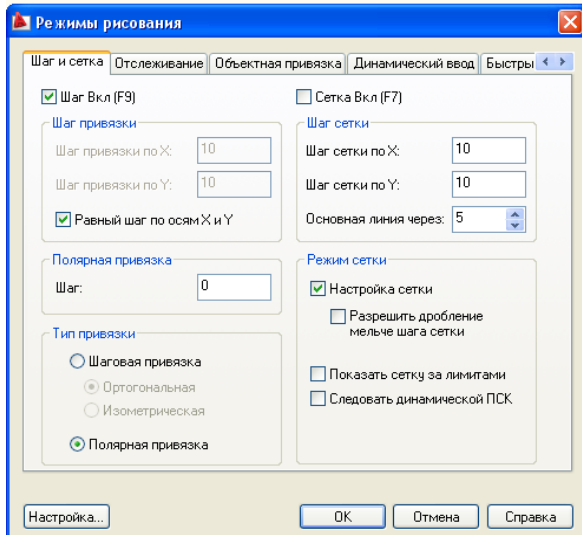 Режимы рисования
Шаг и сетка Отслеживание Объектная привязка Динамический ввод Быстры
Шаг Вкл (F9)
Сетка Вкл (F7)
Шаг привязки
Шаг привязки по X: 10
Шаг привязки по Y: 10
Равный шаг по осям X и Y
Шаг сетки
Шаг сетки по X: 10
Шаг сетки по Y: 10
Основная линия через: 5
Полярная привязка
Шаг: 0
Режим сетки
Настройка сетки
Разрешить дробление
мельче шага сетки
Показать сетку за лимитами
Следовать динамической ПСК
Тип привязки
Шаговая привязка
Ортогональная
Изометрическая
Полярная привязка
Настройка... OK Отмена Справка